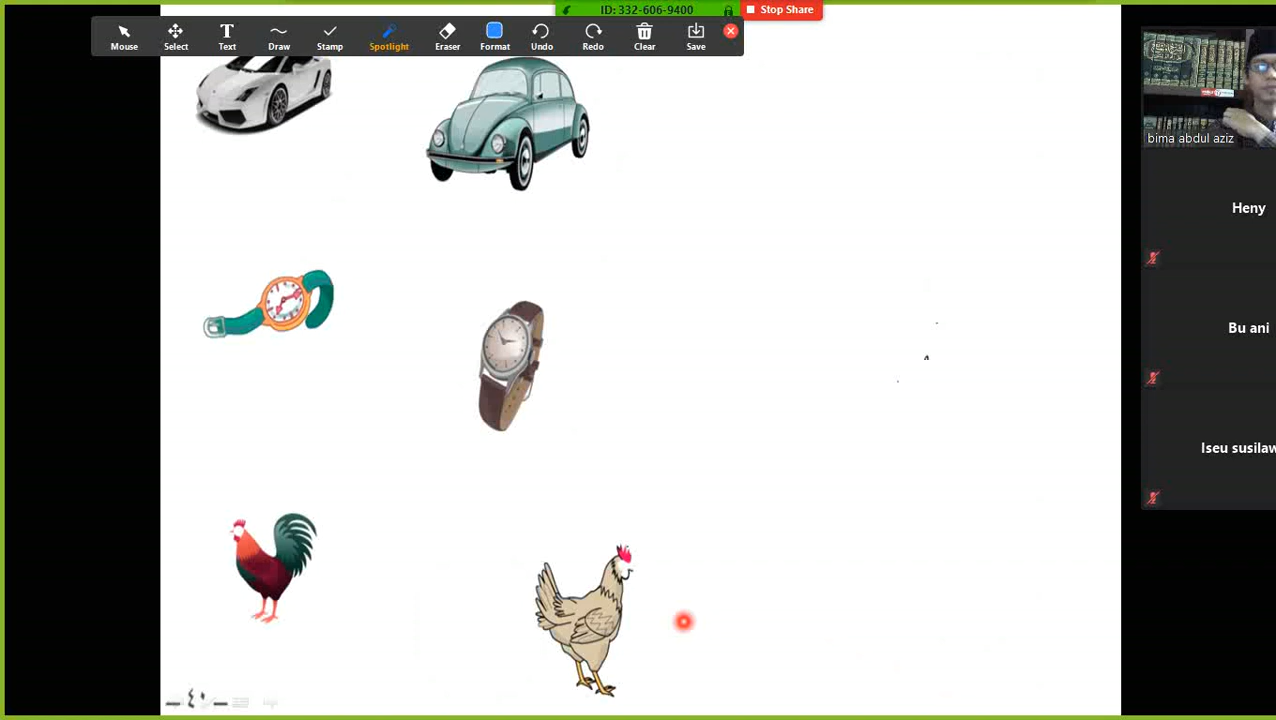 ID: 332-606-9400 Stop Share
Mouse Select Text Draw Stamp Spotlight Eraser Format Undo Redo Clear Save
bima abdul aziz
Heny
Bu ani
Iseu susilaw
٤٠